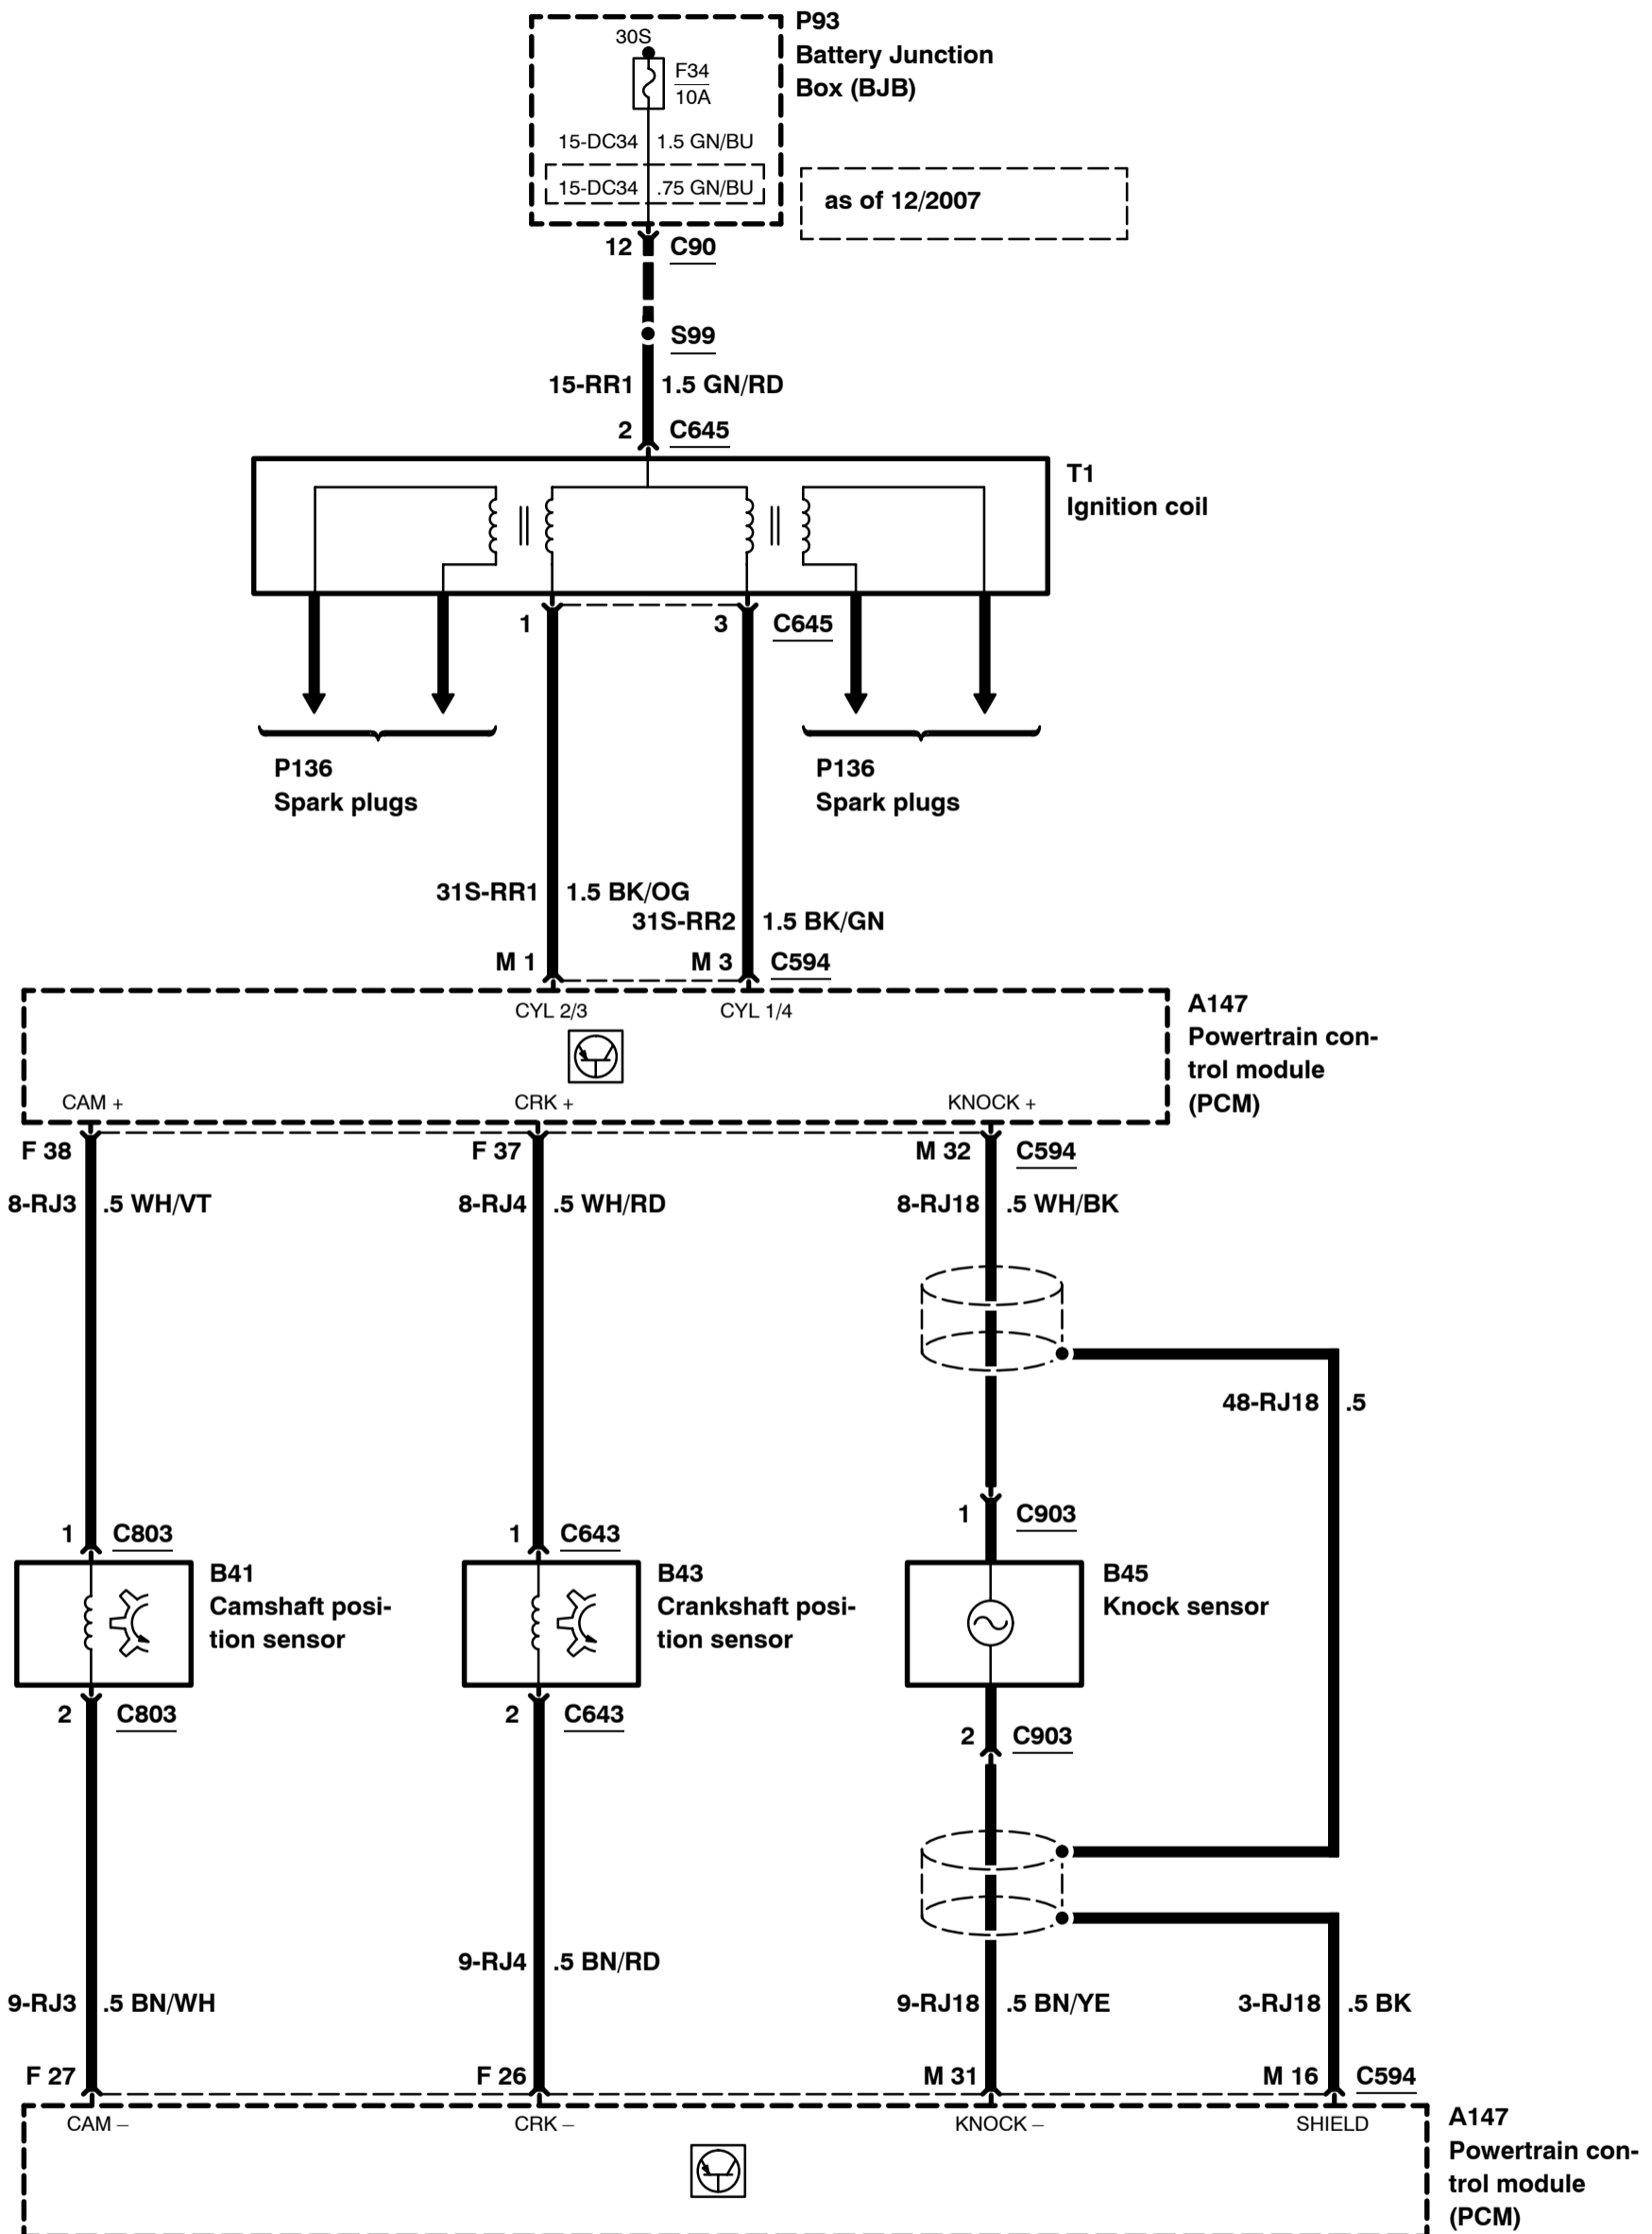 P93
Battery Junction
Box (BJB)
30S
F34
10A
15-DC34 1.5 GN/BU
15-DC34 .75 GN/BU
as of 12/2007
12 C90
S99
15-RR1 1.5 GN/RD
2 C645
T1
Ignition coil
1 3 C645
P136
Spark plugs
P136
Spark plugs
31S-RR1 1.5 BK/OG
31S-RR2 1.5 BK/GN
M 1 M 3 C594
CYL 2/3 CYL 1/4
A147
Powertrain con-
trol module
(PCM)
CAM + CRK + KNOCK +
F 38 F 37 M 32 C594
8-RJ3 .5 WH/VT 8-RJ4 .5 WH/RD 8-RJ18 .5 WH/BK
48-RJ18 .5
1 C903
1 C803 1 C643
B41
Camshaft posi-
tion sensor
B43
Crankshaft posi-
tion sensor
B45
Knock sensor
2 C803 2 C643
2 C903
9-RJ4 .5 BN/RD
9-RJ3 .5 BN/WH 9-RJ18 .5 BN/YE 3-RJ18 .5 BK
F 27 F 26 M 31 M 16 C594
CAM – CRK – KNOCK – SHIELD
A147
Powertrain con-
trol module
(PCM)